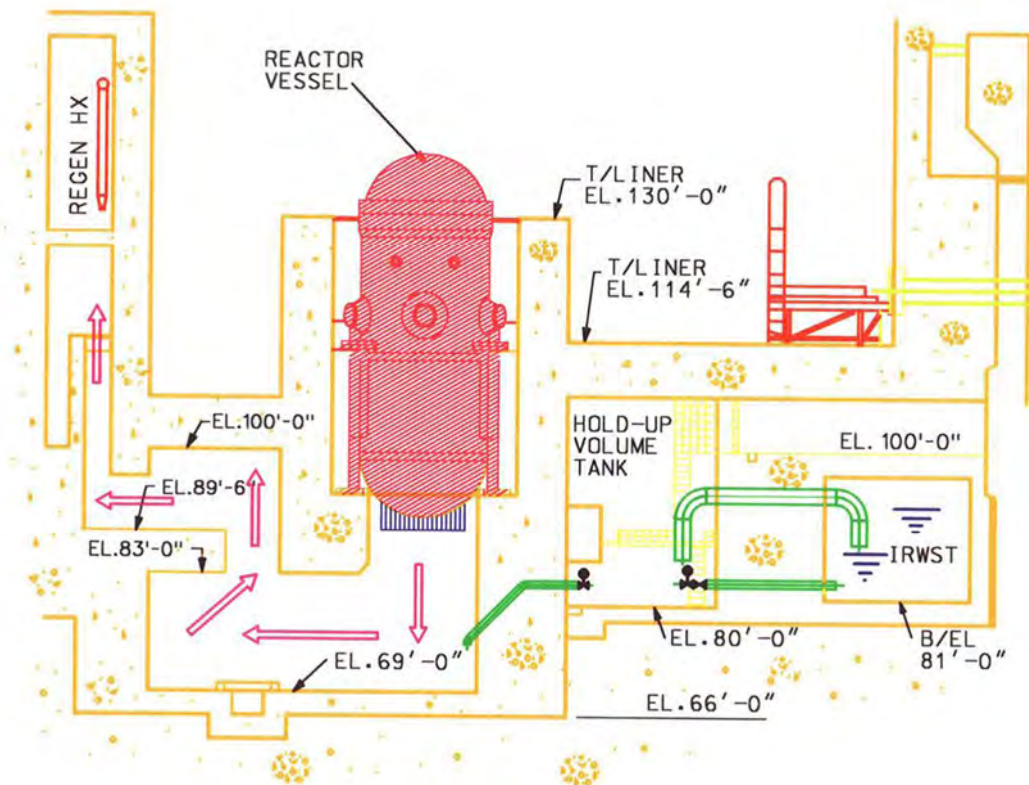 REACTOR
VESSEL
REGEN HX
T/LINER
EL.130'-0"
T/LINER
EL.114'-6"
EL.100'-0"
HOLD-UP
VOLUME
TANK
EL. 100'-0"
EL.89'-6
EL.83'-0"
IRWST
EL.69'-0"
EL.80'-0"
B/EL
81'-0"
EL.66'-0"